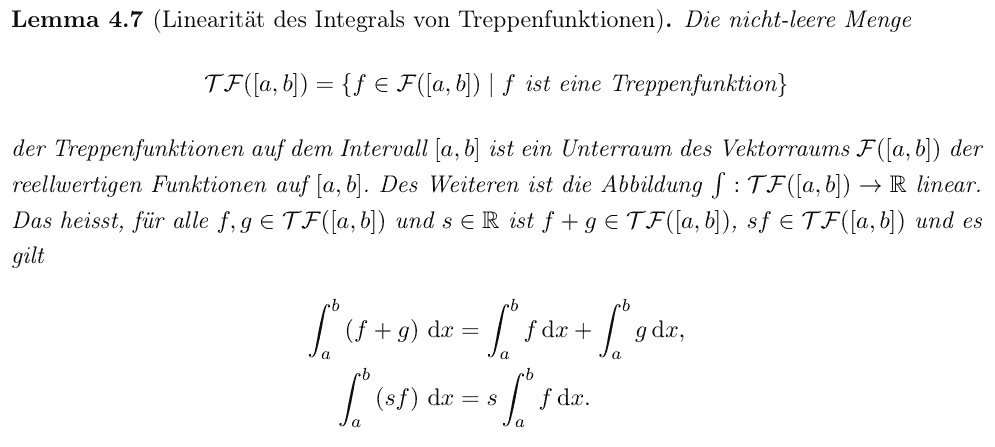 Lemma 4.7 (Linearität des Integrals von Treppenfunktionen). Die nicht-leere Menge
𝒯ℱ([a, b]) = {f ∈ ℱ([a, b]) | f ist eine Treppenfunktion}
der Treppenfunktionen auf dem Intervall [a, b] ist ein Unterraum des Vektorraums ℱ([a, b]) der
reellwertigen Funktionen auf [a, b]. Des Weiteren ist die Abbildung ∫ : 𝒯ℱ([a, b]) → ℝ linear.
Das heisst, für alle f, g ∈ 𝒯ℱ([a, b]) und s ∈ ℝ ist f + g ∈ 𝒯ℱ([a, b]), sf ∈ 𝒯ℱ([a, b]) und es
gilt
∫_a^b (f + g) dx = ∫_a^b f dx + ∫_a^b g dx,
∫_a^b (sf) dx = s ∫_a^b f dx.